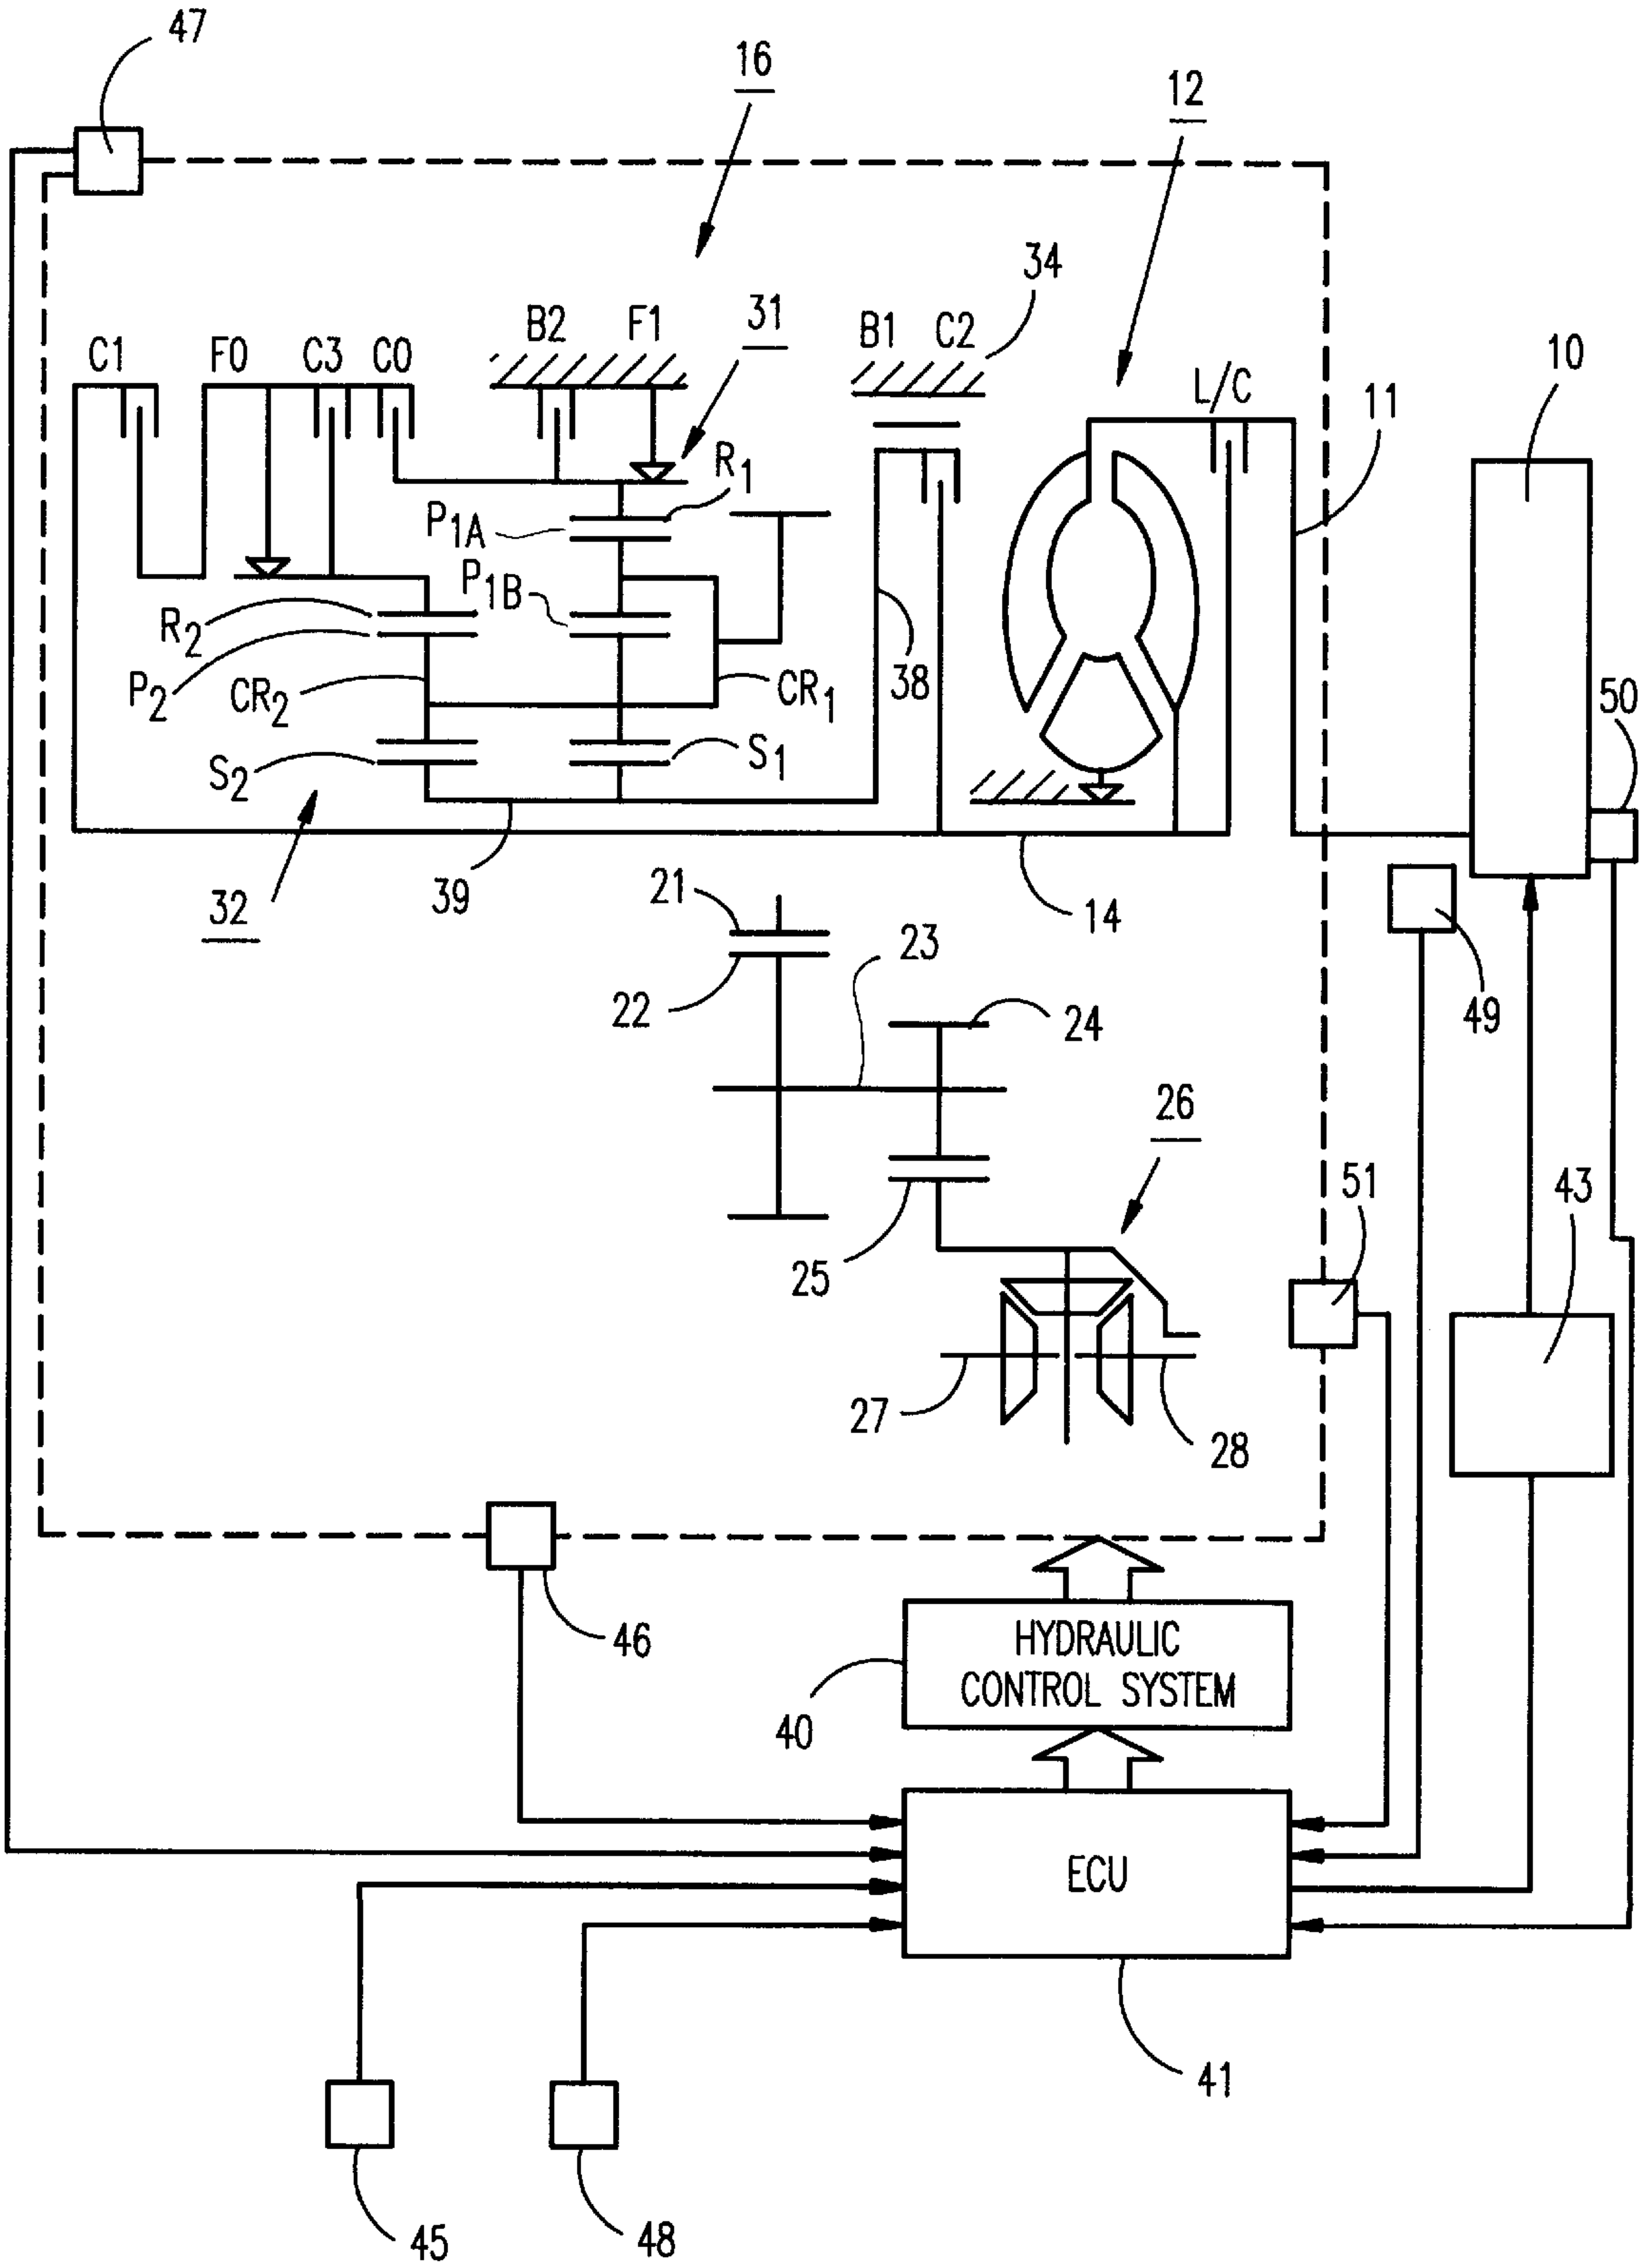 47
16
12
34
B2
F1
31
B1
C2
C1
F0
C3
C0
10
L/C
11
R1
P1A
P1B
R2
P2
CR2
CR1
38
50
S2
S1
32
39
14
21
23
22
24
49
26
51
43
25
27
28
46
HYDRAULIC
CONTROL SYSTEM
40
ECU
41
45
48